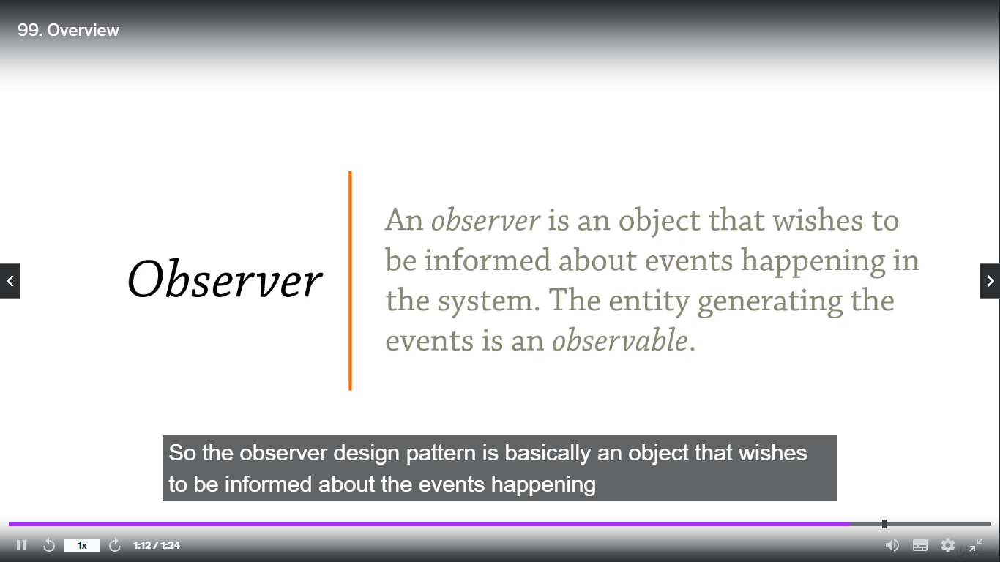 99. Overview
Observer
An observer is an object that wishes to
be informed about events happening in
the system. The entity generating the
events is an observable.
So the observer design pattern is basically an object that wishes
to be informed about the events happening
1x
1:12 / 1:24